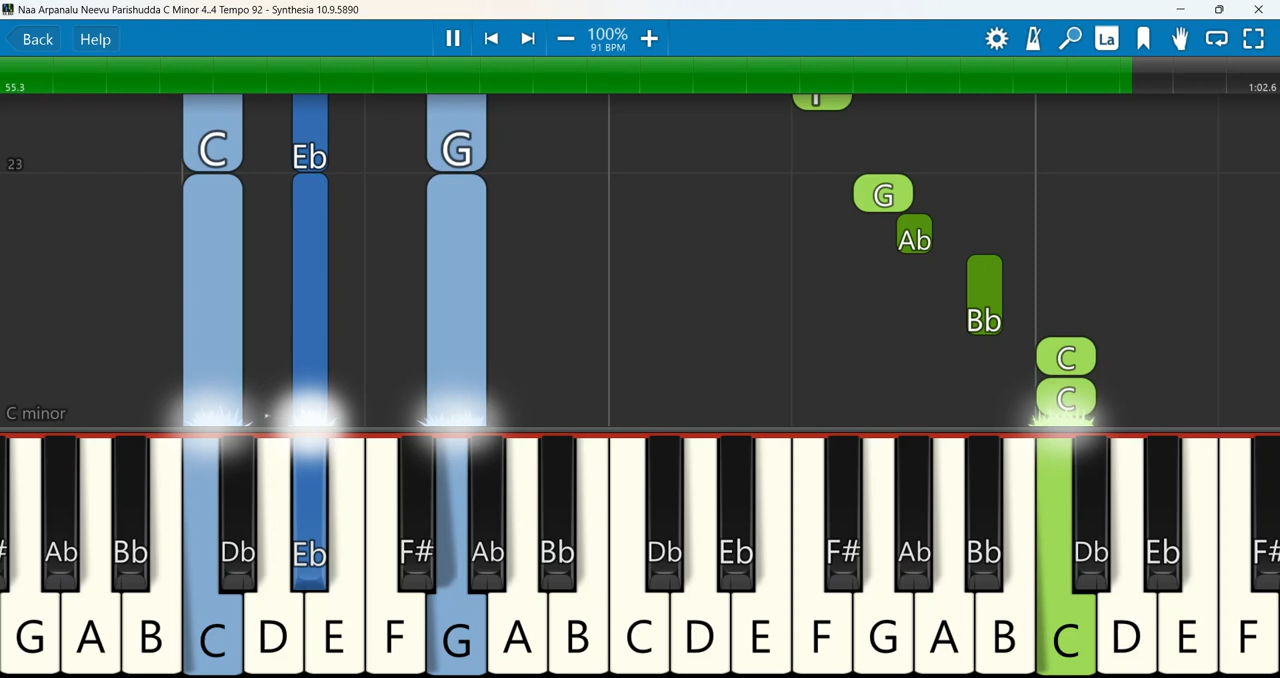 Naa Arpanalu Neevu Parishudda C Minor 4..4 Tempo 92 - Synthesia 10.9.5890
Back Help 100% La
91 BPM
55.3 1:02.6
C Eb G
23
G
Ab
Bb
C
C
C minor
Ab Bb Db Eb F# Ab Bb Db Eb F# Ab Bb Db Eb F#
G A B C D E F G A B C D E F G A B C D E F